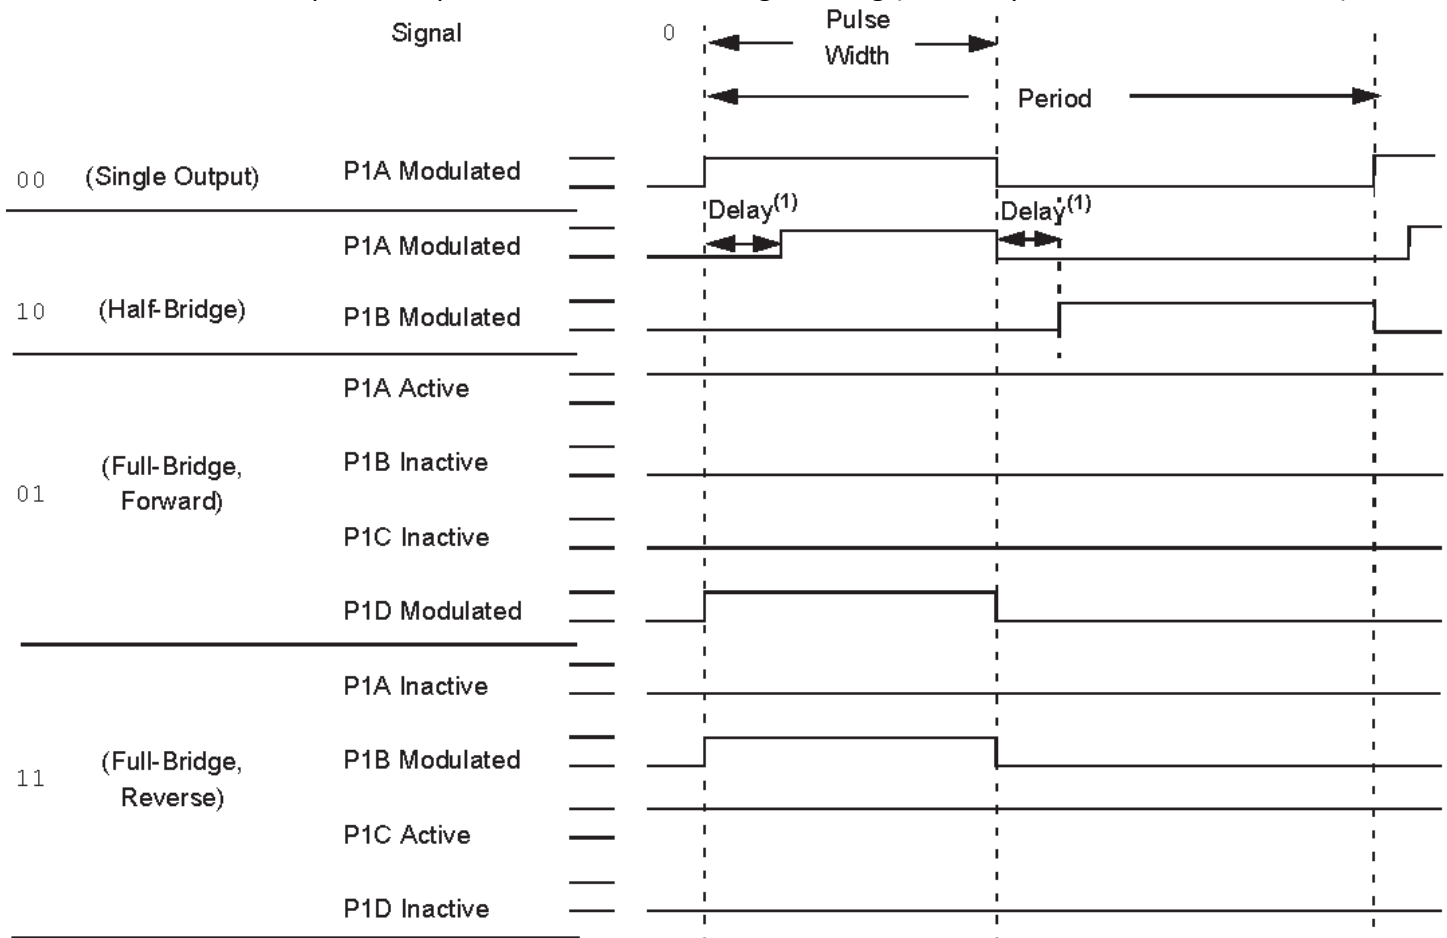 Signal 0 Pulse
Width
Period
00 (Single Output) P1A Modulated
Delay(1) Delay(1)
P1A Modulated
10 (Half-Bridge) P1B Modulated
P1A Active
(Full-Bridge, P1B Inactive
01 Forward)
P1C Inactive
P1D Modulated
P1A Inactive
(Full-Bridge, P1B Modulated
11 Reverse)
P1C Active
P1D Inactive